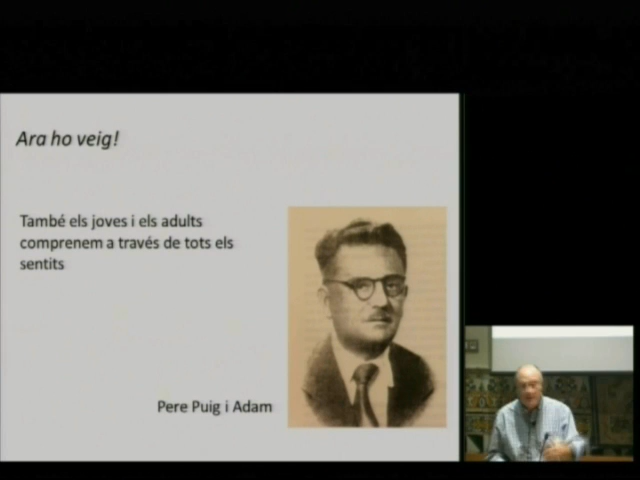 Ara ho veig!
També els joves i els adults
comprenem a través de tots els
sentits
Pere Puig i Adam